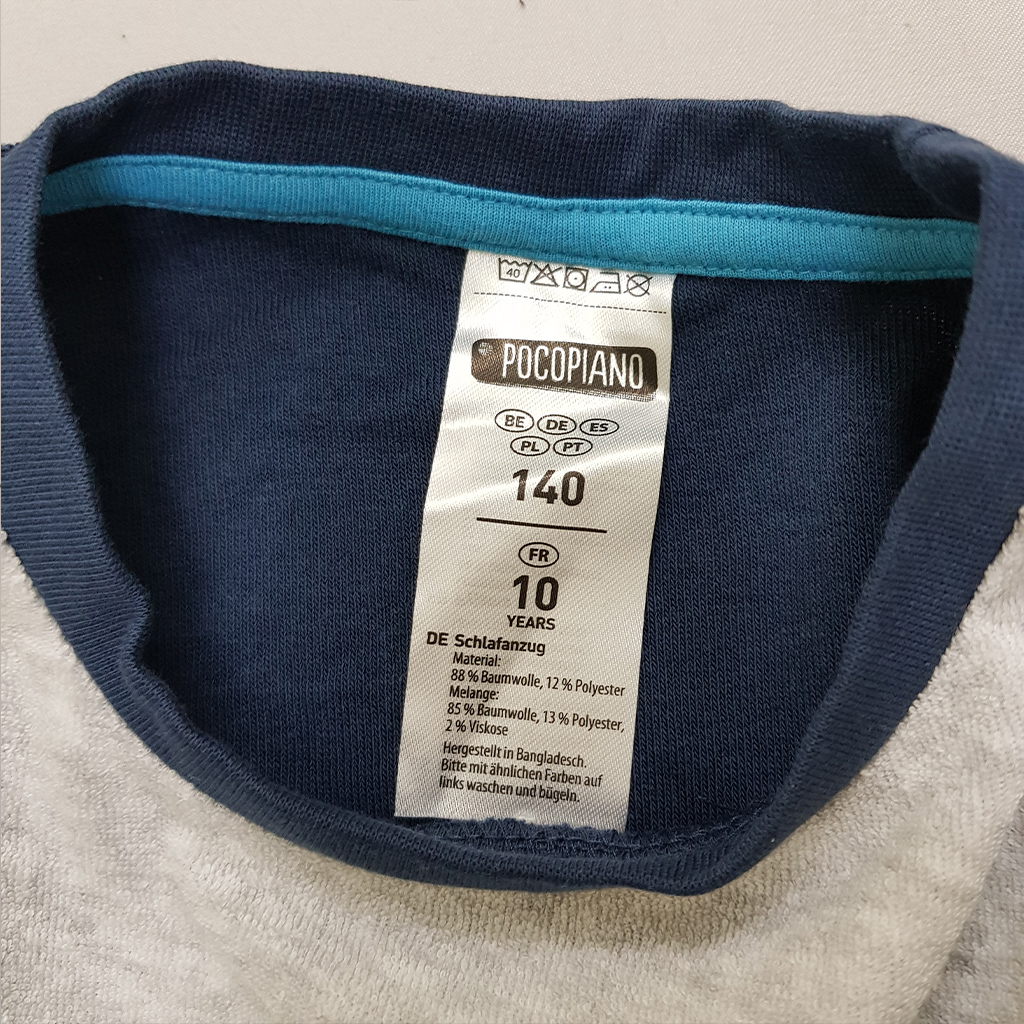 40
POCOPIANO
BE DE ES
PL PT
140
FR
10
YEARS
DE Schlafanzug
Material:
88 % Baumwolle, 12 % Polyester
Melange:
85 % Baumwolle, 13 % Polyester,
2 % Viskose
Hergestellt in Bangladesch.
Bitte mit ähnlichen Farben auf
links waschen und bügeln.